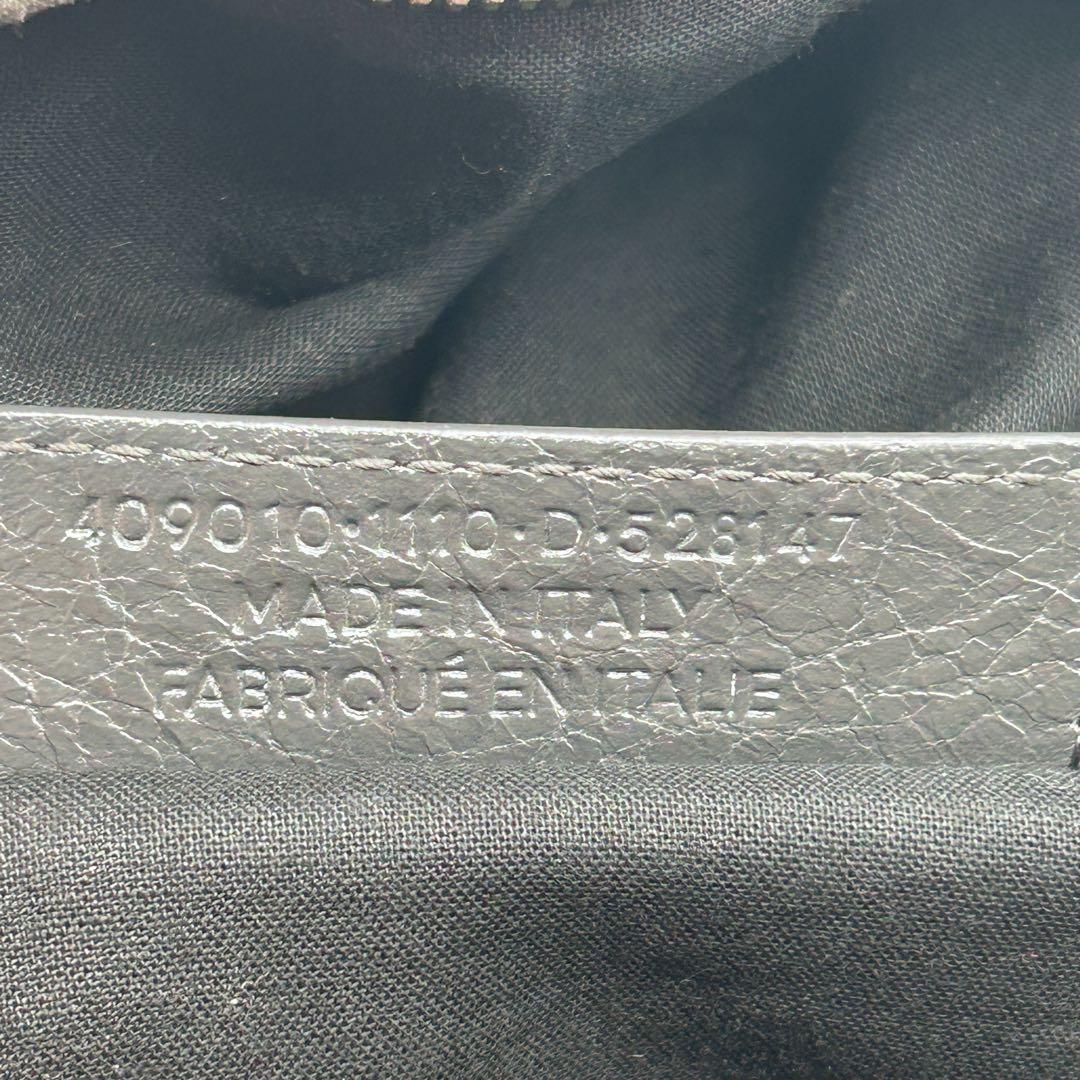 409010·1110·D·528147
MADE IN ITALY
FABRIQUÉ EN ITALIE